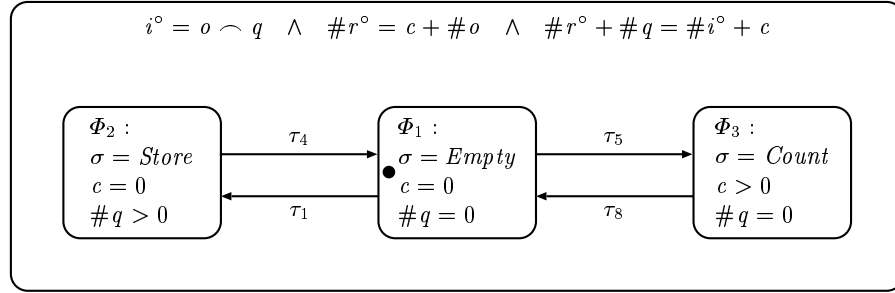 i° = o ⌢ q ∧ #r° = c + #o ∧ #r° + #q = #i° + c
Φ2 :
σ = Store
c = 0
#q > 0
τ4
τ1
Φ1 :
σ = Empty
c = 0
#q = 0
τ5
τ8
Φ3 :
σ = Count
c > 0
#q = 0